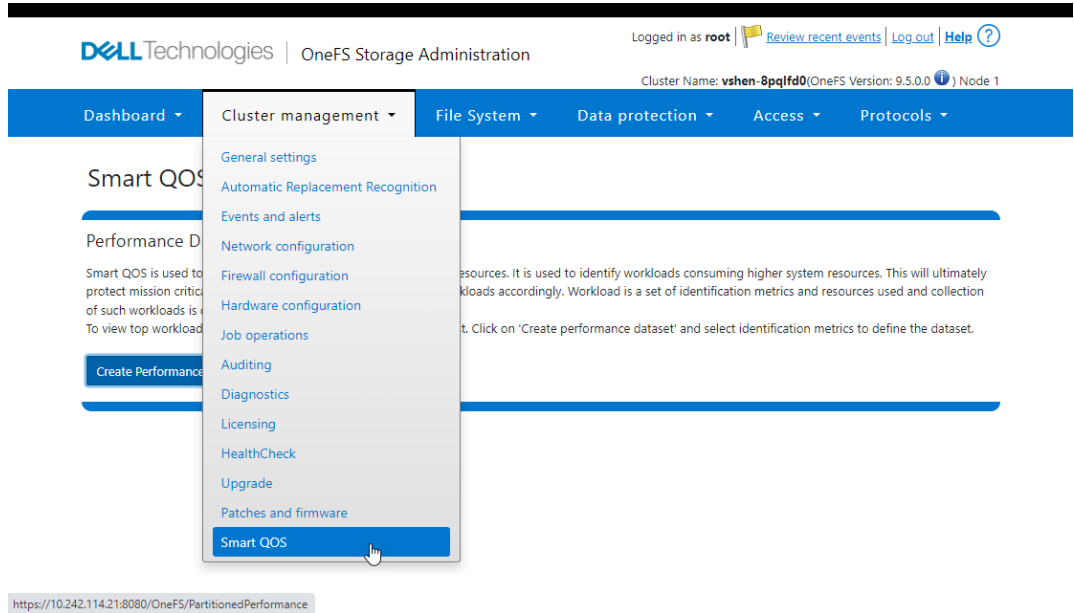 DELL Technologies | OneFS Storage Administration
Logged in as root | Review recent events | Log out | Help ?
Cluster Name: vshen-8pqlfd0(OneFS Version: 9.5.0.0 i ) Node 1
Dashboard Cluster management File System Data protection Access Protocols
General settings
Automatic Replacement Recognition
Events and alerts
Network configuration
Firewall configuration
Hardware configuration
Job operations
Auditing
Diagnostics
Licensing
HealthCheck
Upgrade
Patches and firmware
Smart QOS
Smart QOS
Performance D
Smart QOS is used to esources. It is used to identify workloads consuming higher system resources. This will ultimately
protect mission critic kloads accordingly. Workload is a set of identification metrics and resources used and collection
of such workloads is
To view top workload t. Click on 'Create performance dataset' and select identification metrics to define the dataset.
Create Performance
https://10.242.114.21:8080/OneFS/PartitionedPerformance